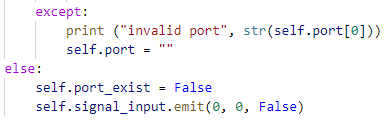 except:
print ("invalid port", str(self.port[0]))
self.port = ""
else:
self.port_exist = False
self.signal_input.emit(0, 0, False)